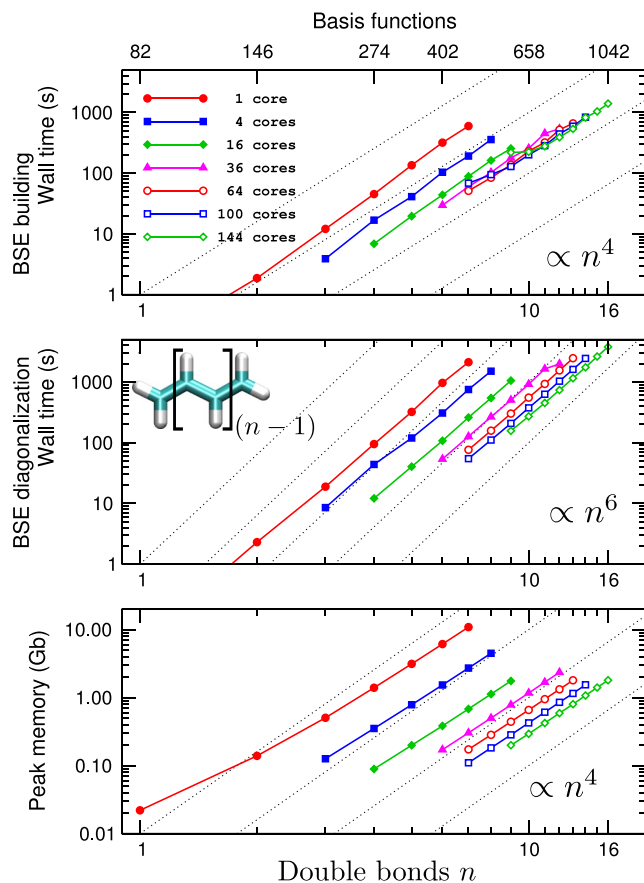 Basis functions
82 146 274 402 658 1042
BSE building
Wall time (s)
1000
100
10
1
1 core
4 cores
16 cores
36 cores
64 cores
100 cores
144 cores
∝ n⁴
1 10 16
BSE diagonalization
Wall time (s)
1000
100
10
1
(n − 1)
∝ n⁶
1 10 16
Peak memory (Gb)
10.00
1.00
0.10
0.01
∝ n⁴
1 10 16
Double bonds n